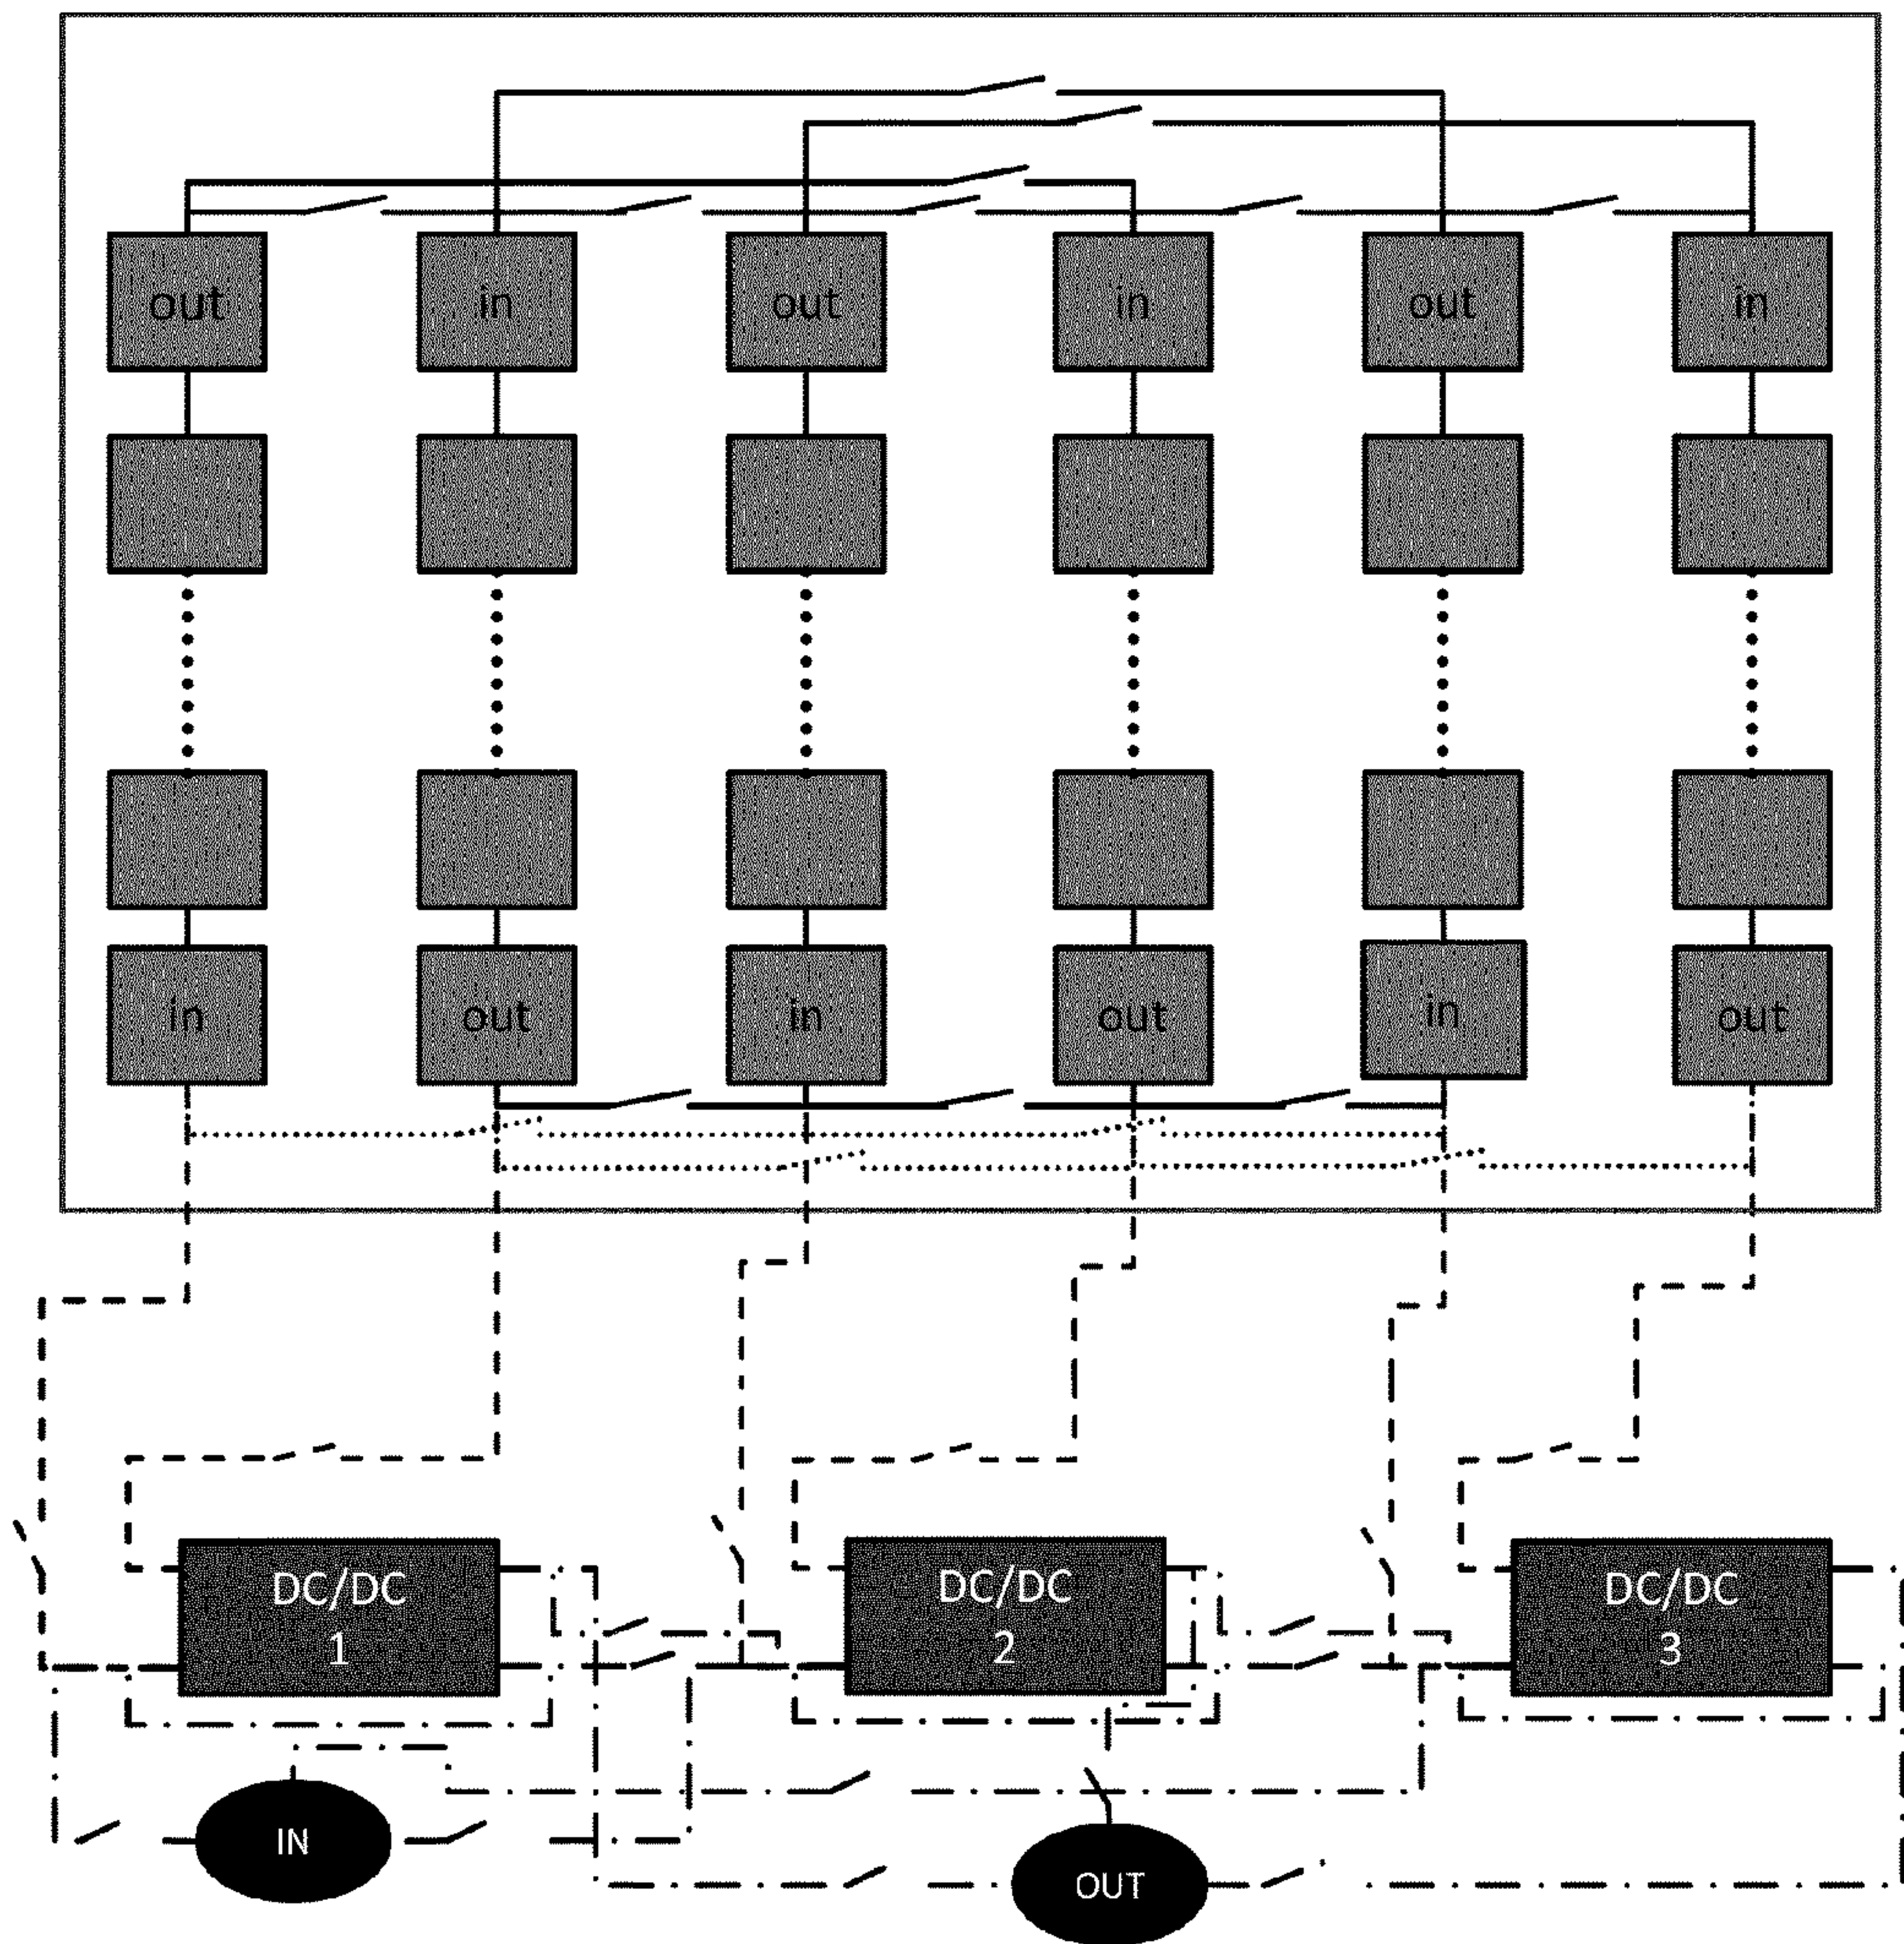 out in out in out in
in out in out in out
DC/DC DC/DC DC/DC
1 2 3
IN
OUT